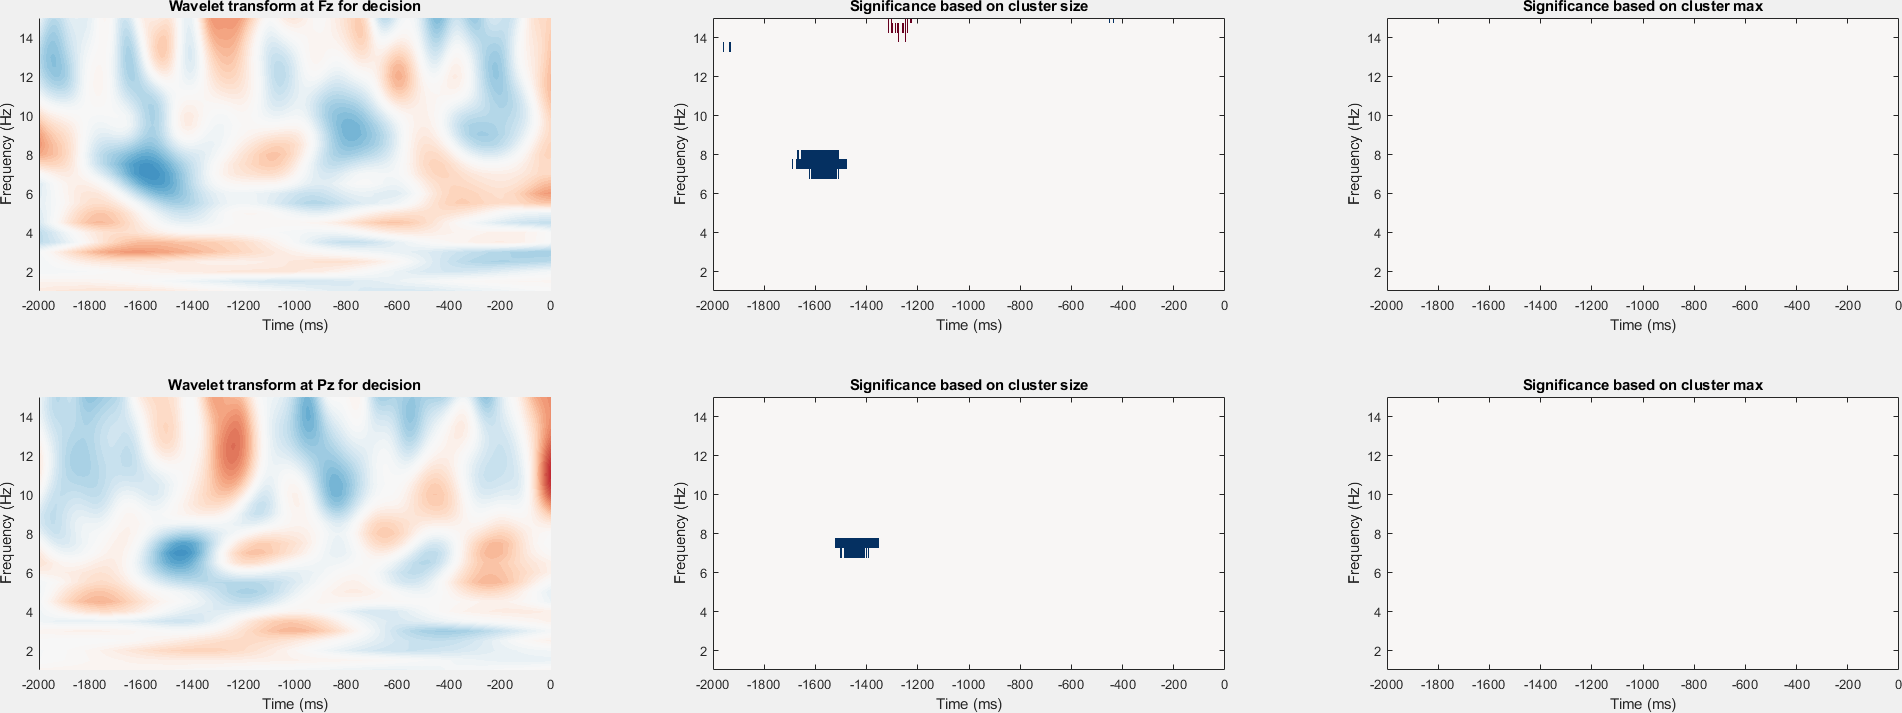 Wavelet transform at Fz for decision
Frequency (Hz)
14
12
10
8
6
4
2
-2000 -1800 -1600 -1400 -1200 -1000 -800 -600 -400 -200 0
Time (ms)
Significance based on cluster size
Frequency (Hz)
14
12
10
8
6
4
2
-2000 -1800 -1600 -1400 -1200 -1000 -800 -600 -400 -200 0
Time (ms)
Significance based on cluster max
Frequency (Hz)
14
12
10
8
6
4
2
-2000 -1800 -1600 -1400 -1200 -1000 -800 -600 -400 -200 0
Time (ms)
Wavelet transform at Pz for decision
Frequency (Hz)
14
12
10
8
6
4
2
-2000 -1800 -1600 -1400 -1200 -1000 -800 -600 -400 -200 0
Time (ms)
Significance based on cluster size
Frequency (Hz)
14
12
10
8
6
4
2
-2000 -1800 -1600 -1400 -1200 -1000 -800 -600 -400 -200 0
Time (ms)
Significance based on cluster max
Frequency (Hz)
14
12
10
8
6
4
2
-2000 -1800 -1600 -1400 -1200 -1000 -800 -600 -400 -200 0
Time (ms)